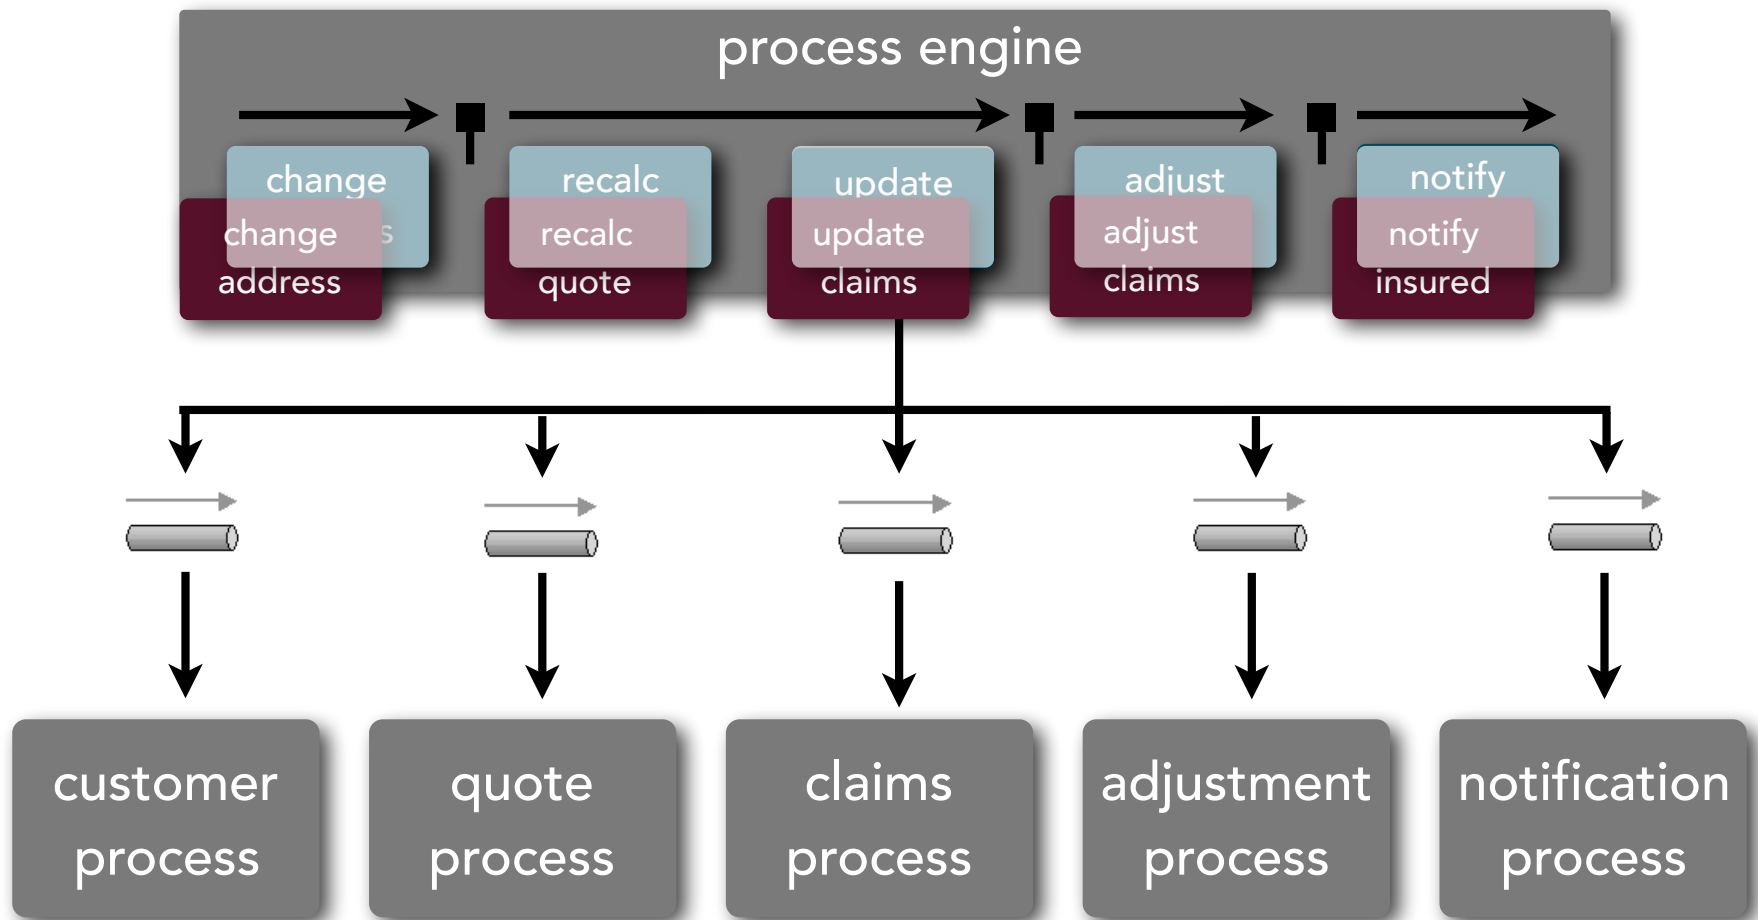 process engine
change
recalc
update
adjust
notify
change
address
recalc
quote
update
claims
adjust
claims
notify
insured
customer
process
quote
process
claims
process
adjustment
process
notification
process